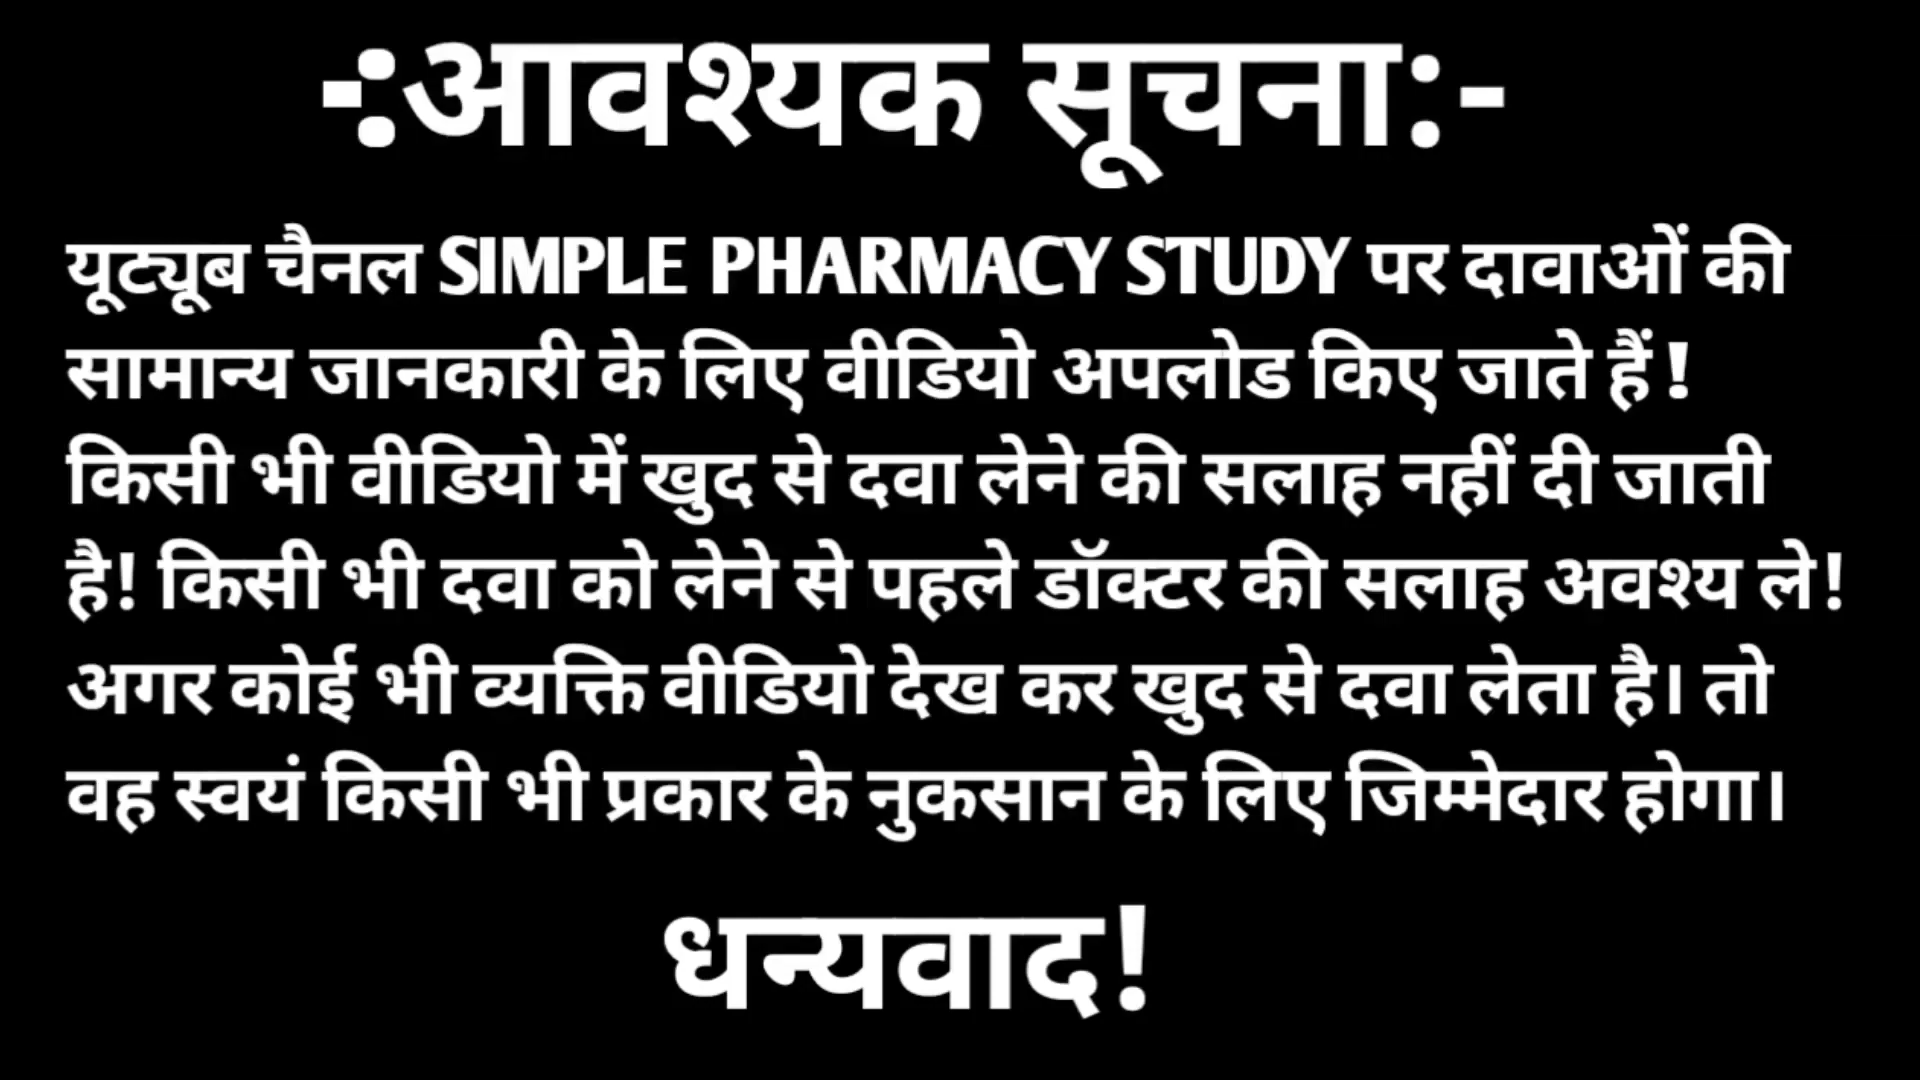 -:आवश्यक सूचना:-
यूट्यूब चैनल SIMPLE PHARMACY STUDY पर दावाओं की
सामान्य जानकारी के लिए वीडियो अपलोड किए जाते हैं !
किसी भी वीडियो में खुद से दवा लेने की सलाह नहीं दी जाती
है! किसी भी दवा को लेने से पहले डॉक्टर की सलाह अवश्य ले!
अगर कोई भी व्यक्ति वीडियो देख कर खुद से दवा लेता है। तो
वह स्वयं किसी भी प्रकार के नुकसान के लिए जिम्मेदार होगा।
धन्यवाद!